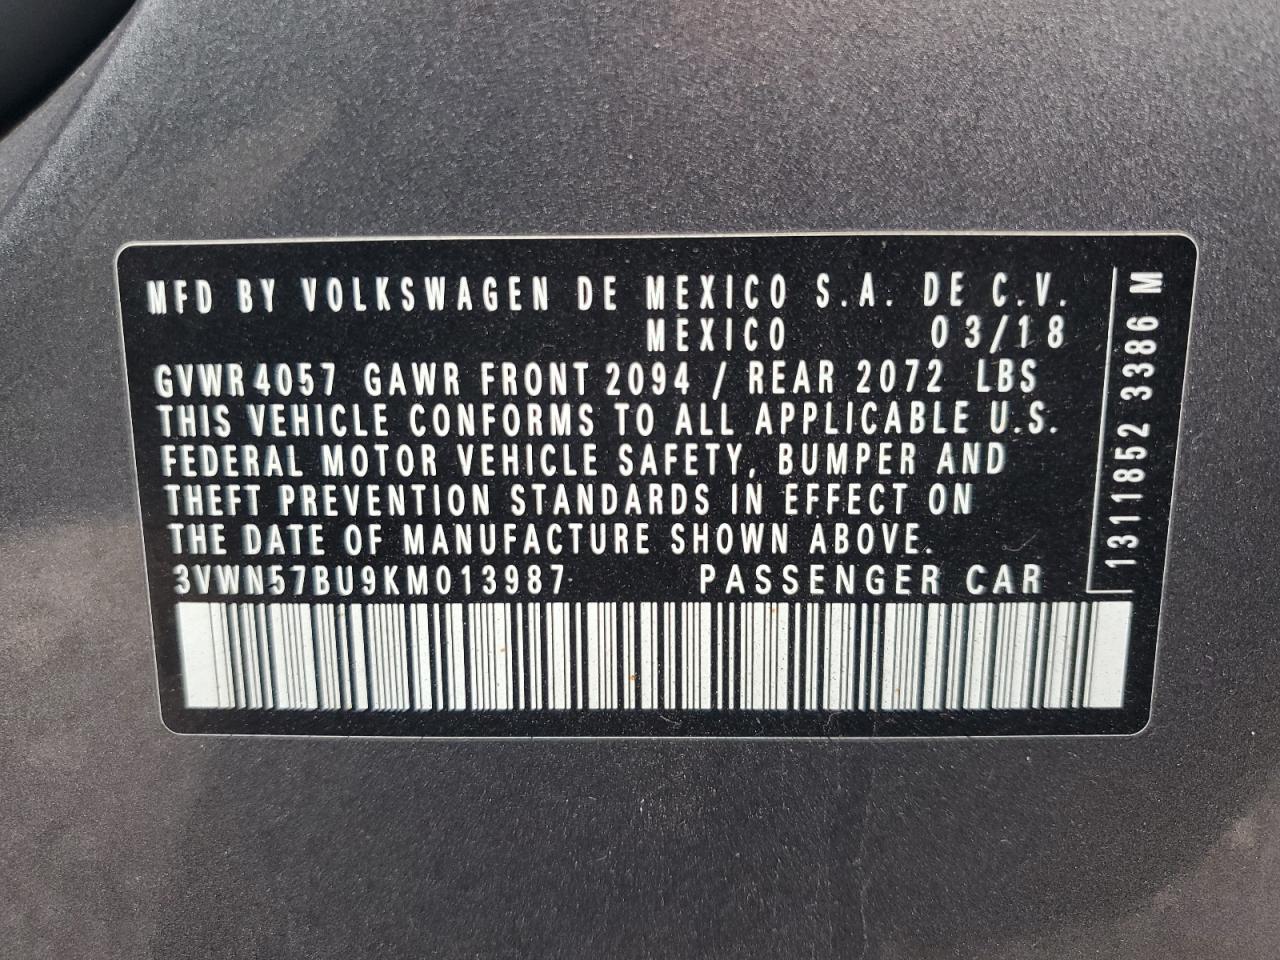 MFD BY VOLKSWAGEN DE MEXICO S.A. DE C.V.
MEXICO 03/18
GVWR 4057 GAWR FRONT 2094 / REAR 2072 LBS
THIS VEHICLE CONFORMS TO ALL APPLICABLE U.S.
FEDERAL MOTOR VEHICLE SAFETY, BUMPER AND
THEFT PREVENTION STANDARDS IN EFFECT ON
THE DATE OF MANUFACTURE SHOWN ABOVE.
3VWN57BU9KM013987 PASSENGER CAR
1311852 3386 M